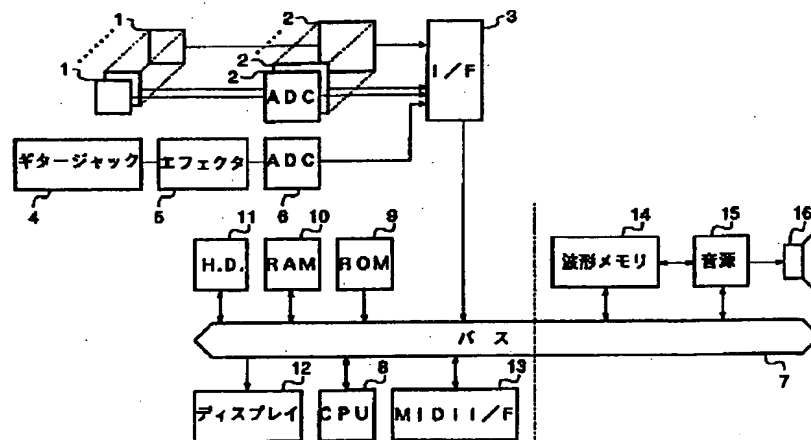 1
2
3
1
2
2
ADC
I/F
ギタージャック
エフェクタ
ADC
4
5
6
11
10
9
14
15
16
H.D.
RAM
ROM
波形メモリ
音源
バス
7
12
8
13
ディスプレイ
CPU
MIDI I/F